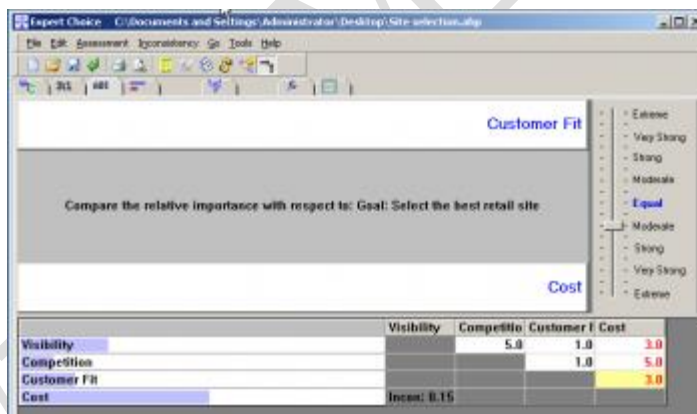 Expert Choice C:\Documents and Settings\Administrator\Desktop\Site selection.ahp
File Edit Assessment Inconsistency Go Tools Help
ABC
Customer Fit
Compare the relative importance with respect to: Goal: Select the best retail site
Cost
Extreme
Very Strong
Strong
Moderate
Equal
Moderate
Strong
Very Strong
Extreme
Visibility Competitio Customer F Cost
Visibility 5.0 1.0 3.0
Competition 1.0 5.0
Customer Fit 3.0
Cost Incon: 0.15